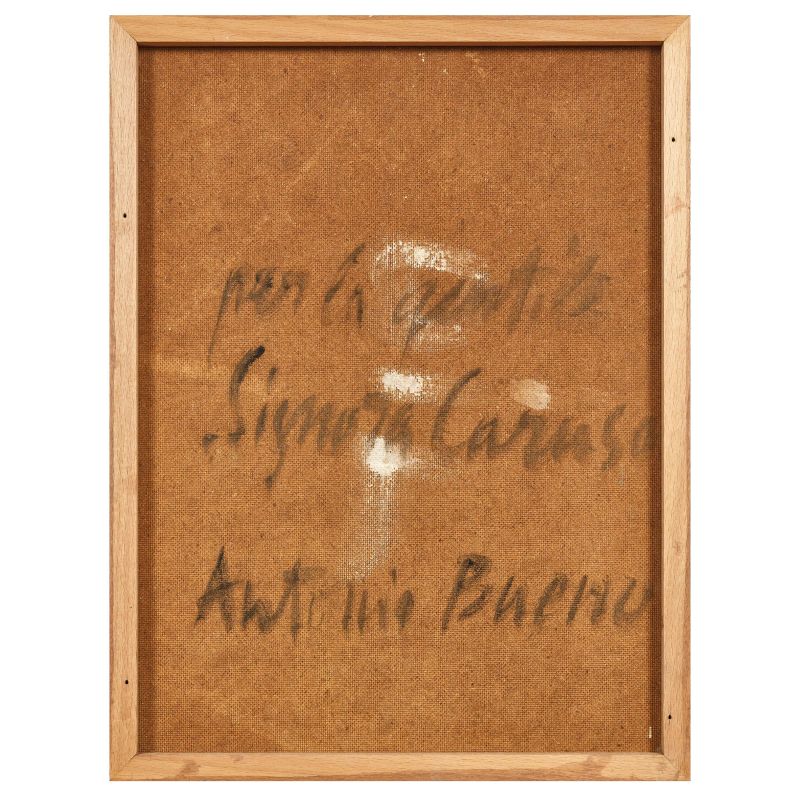 per la gentile
Signora Caruso
Antonio Bueno